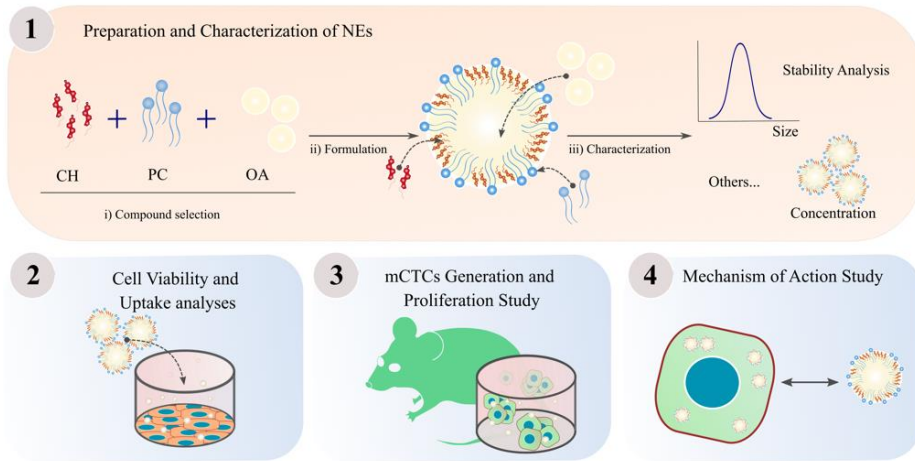 1
Preparation and Characterization of NEs
CH
PC
OA
i) Compound selection
ii) Formulation
iii) Characterization
Stability Analysis
Size
Others...
Concentration
2
Cell Viability and
Uptake analyses
3
mCTCs Generation and
Proliferation Study
4
Mechanism of Action Study